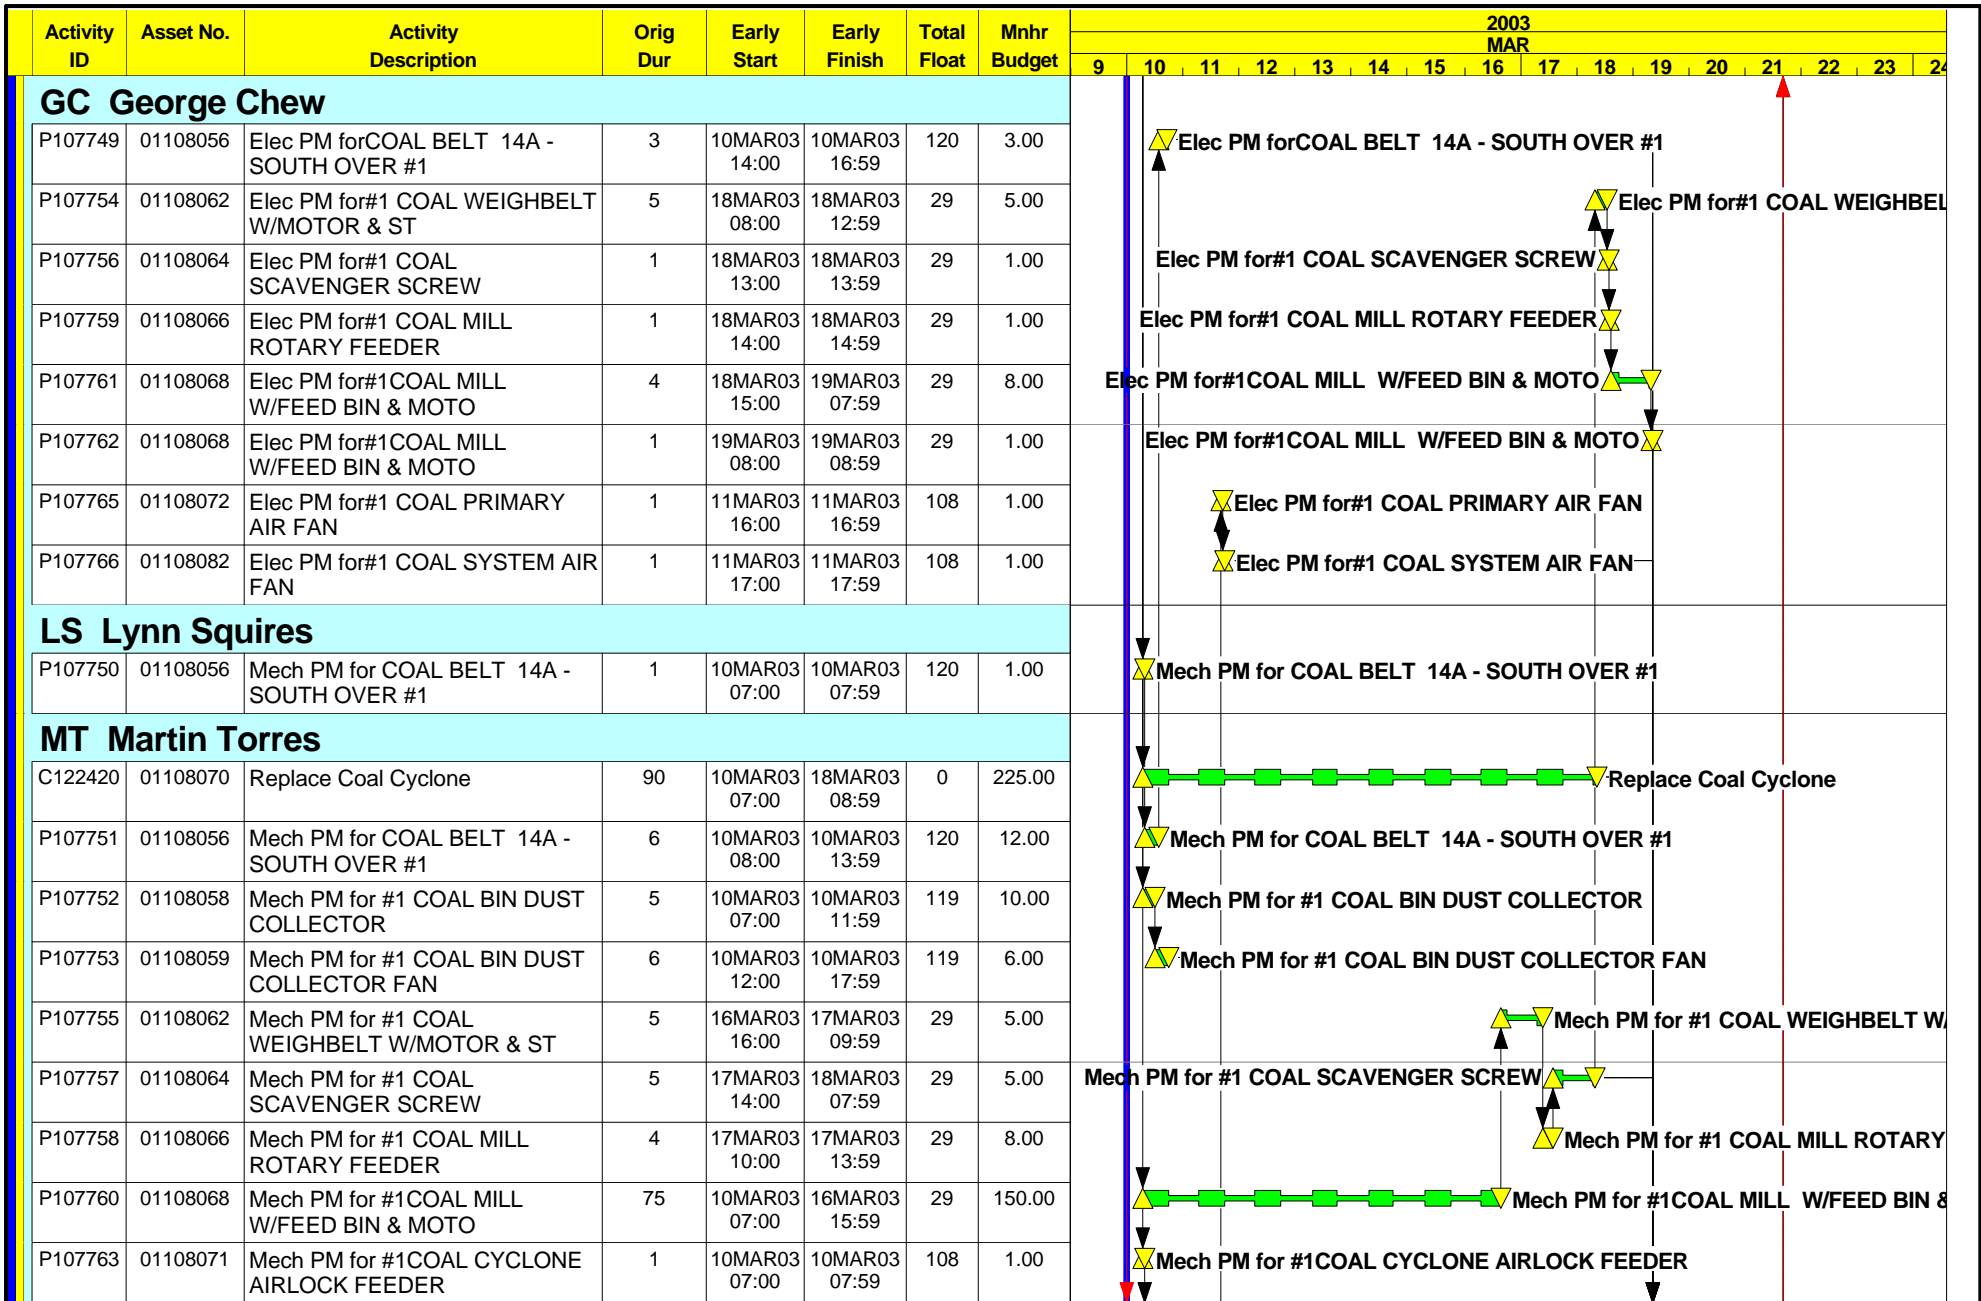 Activity ID Asset No. Activity Description Orig Dur Early Start Early Finish Total Float Mnhr Budget
2003
MAR
9 10 11 12 13 14 15 16 17 18 19 20 21 22 23 24
GC George Chew
P107749 01108056 Elec PM forCOAL BELT 14A - 3 10MAR03 10MAR03 120 3.00 Elec PM forCOAL BELT 14A - SOUTH OVER #1
SOUTH OVER #1 14:00 16:59
P107754 01108062 Elec PM for#1 COAL WEIGHBELT 5 18MAR03 18MAR03 29 5.00 Elec PM for#1 COAL WEIGHBEL
W/MOTOR & ST 08:00 12:59
P107756 01108064 Elec PM for#1 COAL 1 18MAR03 18MAR03 29 1.00 Elec PM for#1 COAL SCAVENGER SCREW
SCAVENGER SCREW 13:00 13:59
P107759 01108066 Elec PM for#1 COAL MILL 1 18MAR03 18MAR03 29 1.00 Elec PM for#1 COAL MILL ROTARY FEEDER
ROTARY FEEDER 14:00 14:59
P107761 01108068 Elec PM for#1COAL MILL 4 18MAR03 19MAR03 29 8.00 Elec PM for#1COAL MILL W/FEED BIN & MOTO
W/FEED BIN & MOTO 15:00 07:59
P107762 01108068 Elec PM for#1COAL MILL 1 19MAR03 19MAR03 29 1.00 Elec PM for#1COAL MILL W/FEED BIN & MOTO
W/FEED BIN & MOTO 08:00 08:59
P107765 01108072 Elec PM for#1 COAL PRIMARY 1 11MAR03 11MAR03 108 1.00 Elec PM for#1 COAL PRIMARY AIR FAN
AIR FAN 16:00 16:59
P107766 01108082 Elec PM for#1 COAL SYSTEM AIR 1 11MAR03 11MAR03 108 1.00 Elec PM for#1 COAL SYSTEM AIR FAN
FAN 17:00 17:59
LS Lynn Squires
P107750 01108056 Mech PM for COAL BELT 14A - 1 10MAR03 10MAR03 120 1.00 Mech PM for COAL BELT 14A - SOUTH OVER #1
SOUTH OVER #1 07:00 07:59
MT Martin Torres
C122420 01108070 Replace Coal Cyclone 90 10MAR03 18MAR03 0 225.00 Replace Coal Cyclone
07:00 08:59
P107751 01108056 Mech PM for COAL BELT 14A - 6 10MAR03 10MAR03 120 12.00 Mech PM for COAL BELT 14A - SOUTH OVER #1
SOUTH OVER #1 08:00 13:59
P107752 01108058 Mech PM for #1 COAL BIN DUST 5 10MAR03 10MAR03 119 10.00 Mech PM for #1 COAL BIN DUST COLLECTOR
COLLECTOR 07:00 11:59
P107753 01108059 Mech PM for #1 COAL BIN DUST 6 10MAR03 10MAR03 119 6.00 Mech PM for #1 COAL BIN DUST COLLECTOR FAN
COLLECTOR FAN 12:00 17:59
P107755 01108062 Mech PM for #1 COAL 5 16MAR03 17MAR03 29 5.00 Mech PM for #1 COAL WEIGHBELT W/
WEIGHBELT W/MOTOR & ST 16:00 09:59
P107757 01108064 Mech PM for #1 COAL 5 17MAR03 18MAR03 29 5.00 Mech PM for #1 COAL SCAVENGER SCREW
SCAVENGER SCREW 14:00 07:59
P107758 01108066 Mech PM for #1 COAL MILL 4 17MAR03 17MAR03 29 8.00 Mech PM for #1 COAL MILL ROTARY
ROTARY FEEDER 10:00 13:59
P107760 01108068 Mech PM for #1COAL MILL 75 10MAR03 16MAR03 29 150.00 Mech PM for #1COAL MILL W/FEED BIN &
W/FEED BIN & MOTO 07:00 15:59
P107763 01108071 Mech PM for #1COAL CYCLONE 1 10MAR03 10MAR03 108 1.00 Mech PM for #1COAL CYCLONE AIRLOCK FEEDER
AIRLOCK FEEDER 07:00 07:59